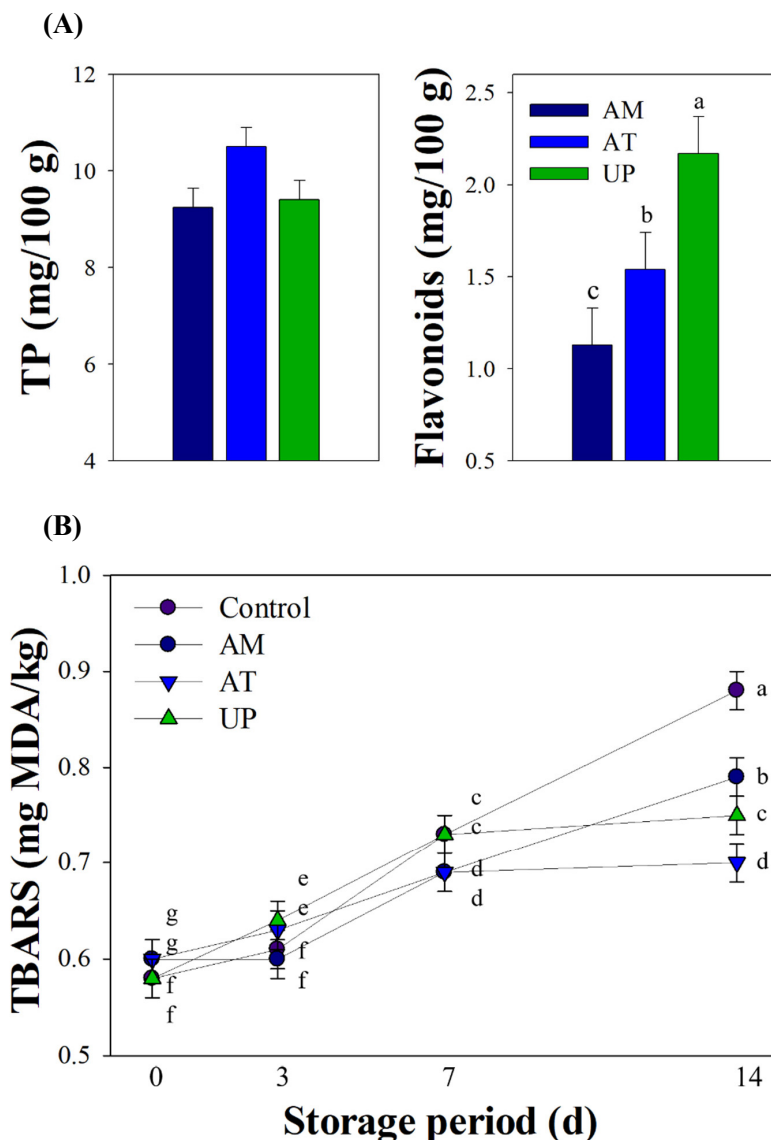 (A)
TP (mg/100 g)
12
10
8
6
4
Flavonoids (mg/100 g)
2.5
2.0
1.5
1.0
0.5
AM
AT
UP
c
b
a
(B)
TBARS (mg MDA/kg)
1.0
0.9
0.8
0.7
0.6
0.5
Control
AM
AT
UP
g
g
f
f
e
e
f
f
c
c
d
d
a
b
c
d
0 3 7 14
Storage period (d)